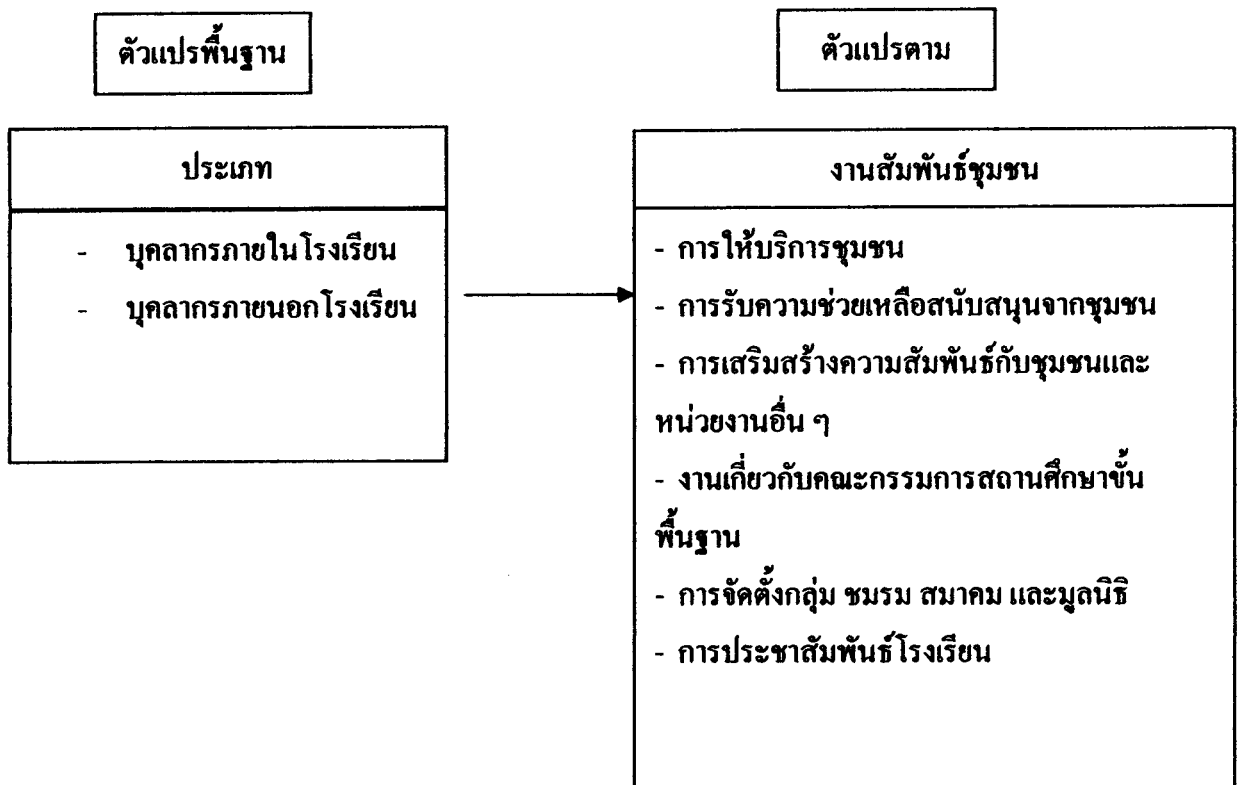 ตัวแปรพื้นฐาน
ตัวแปรตาม
ประเภท
- บุคลากรภายในโรงเรียน
- บุคลากรภายนอกโรงเรียน
งานสัมพันธ์ชุมชน
- การให้บริการชุมชน
- การรับความช่วยเหลือสนับสนุนจากชุมชน
- การเสริมสร้างความสัมพันธ์กับชุมชนและ
หน่วยงานอื่น ๆ
- งานเกี่ยวกับคณะกรรมการสถานศึกษาขั้น
พื้นฐาน
- การจัดตั้งกลุ่ม ชมรม สมาคม และมูลนิธิ
- การประชาสัมพันธ์โรงเรียน